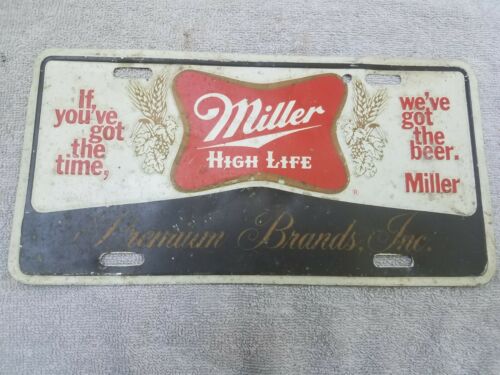 If,
you've
got
the
time,
Miller
HIGH LIFE
®
we've
got
the
beer.
Miller
Premium Brands, Inc.